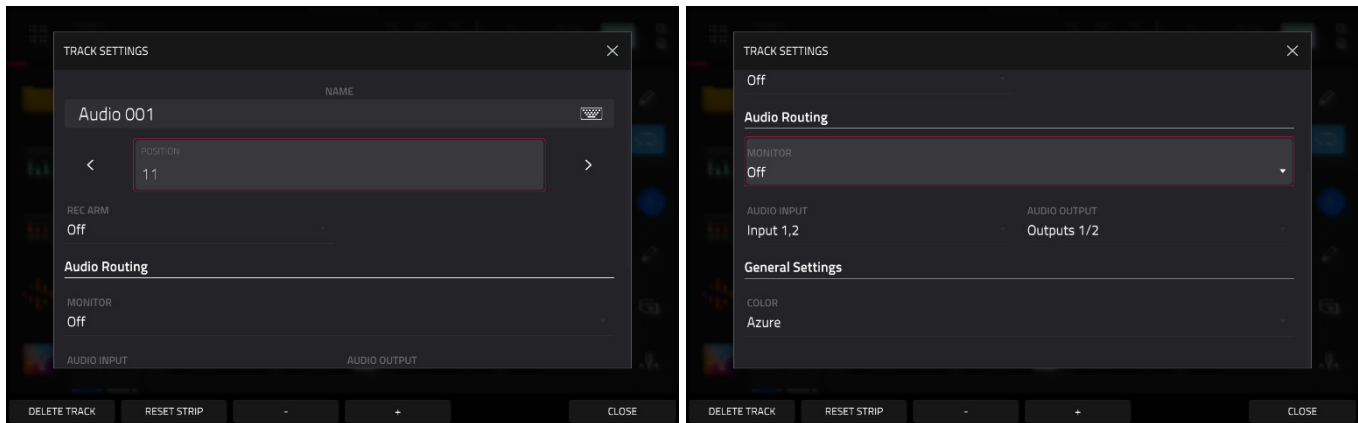 TRACK SETTINGS
NAME
Audio 001
POSITION
11
REC ARM
Off
Audio Routing
MONITOR
Off
AUDIO INPUT AUDIO OUTPUT
DELETE TRACK RESET STRIP - + CLOSE
TRACK SETTINGS
Off
Audio Routing
MONITOR
Off
AUDIO INPUT AUDIO OUTPUT
Input 1,2 Outputs 1/2
General Settings
COLOR
Azure
DELETE TRACK RESET STRIP - + CLOSE